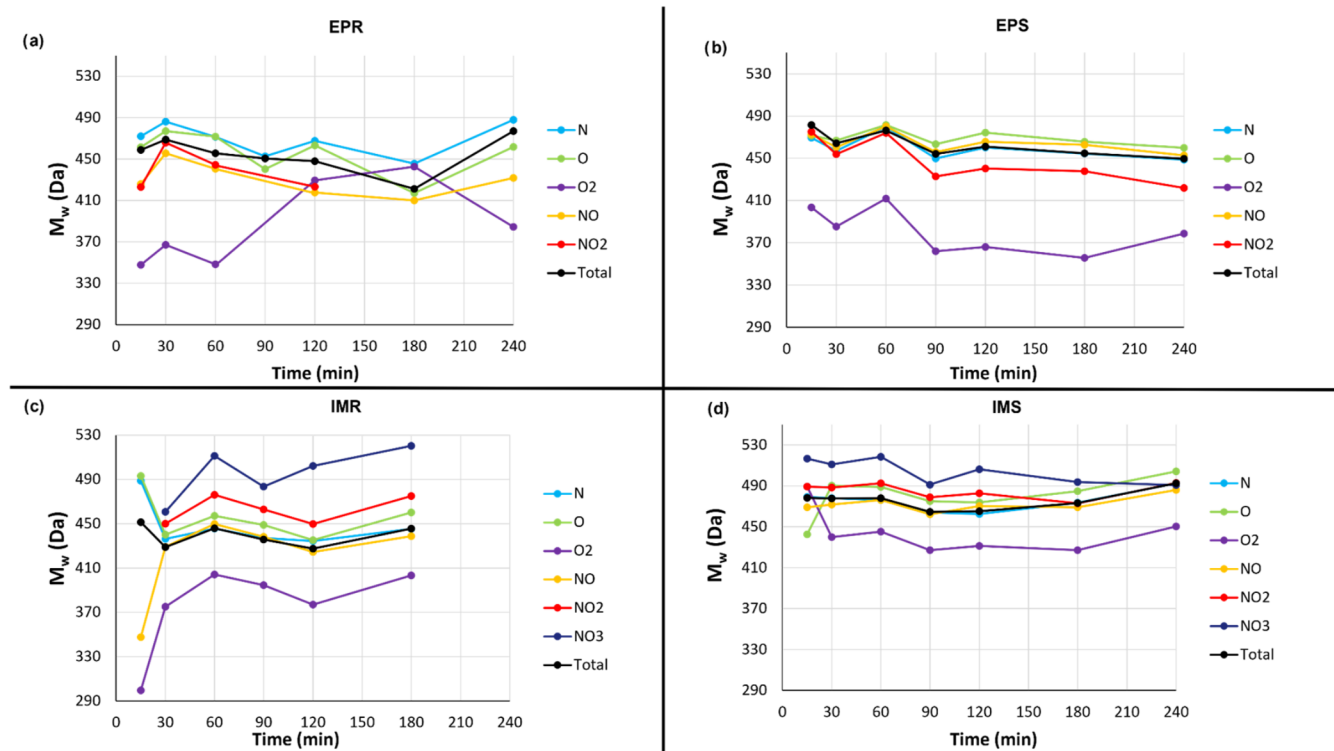 (a)
EPR
530
490
450
410
370
330
290
M_w (Da)
0 30 60 90 120 150 180 210 240
Time (min)
N
O
O2
NO
NO2
Total
(b)
EPS
530
490
450
410
370
330
290
M_w (Da)
0 30 60 90 120 150 180 210 240
Time (min)
N
O
O2
NO
NO2
Total
(c)
IMR
530
490
450
410
370
330
290
M_w (Da)
0 30 60 90 120 150 180 210 240
Time (min)
N
O
O2
NO
NO2
NO3
Total
(d)
IMS
530
490
450
410
370
330
290
M_w (Da)
0 30 60 90 120 150 180 210 240
Time (min)
N
O
O2
NO
NO2
NO3
Total